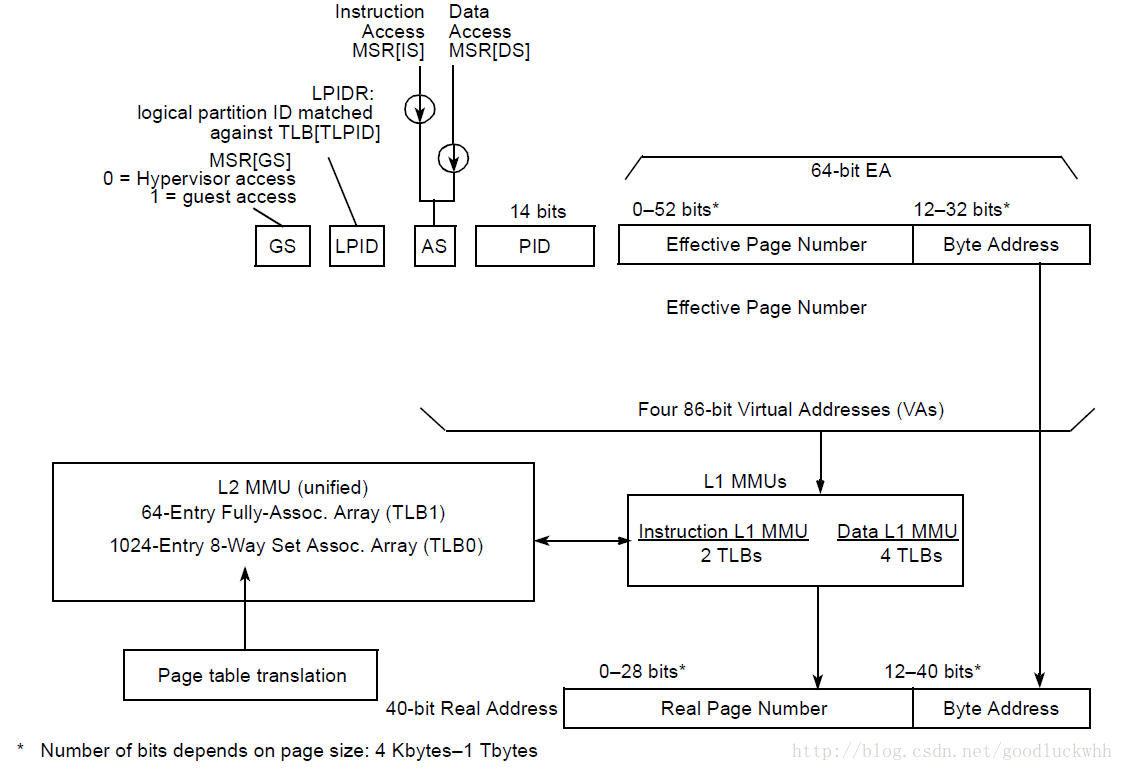 Instruction
Access
MSR[IS]
Data
Access
MSR[DS]
LPIDR:
logical partition ID matched
against TLB[TLPID]
MSR[GS]
0 = Hypervisor access
1 = guest access
64-bit EA
14 bits
0–52 bits*
12–32 bits*
GS
LPID
AS
PID
Effective Page Number
Byte Address
Effective Page Number
Four 86-bit Virtual Addresses (VAs)
L2 MMU (unified)
64-Entry Fully-Assoc. Array (TLB1)
1024-Entry 8-Way Set Assoc. Array (TLB0)
L1 MMUs
Instruction L1 MMU
2 TLBs
Data L1 MMU
4 TLBs
Page table translation
0–28 bits*
12–40 bits*
40-bit Real Address
Real Page Number
Byte Address
* Number of bits depends on page size: 4 Kbytes–1 Tbytes
http://blog.csdn.net/goodluckwhh